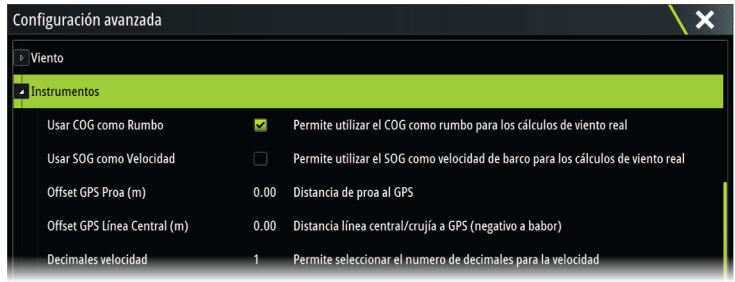 Configuración avanzada
Viento
Instrumentos
Usar COG como Rumbo Permite utilizar el COG como rumbo para los cálculos de viento real
Usar SOG como Velocidad Permite utilizar el SOG como velocidad de barco para los cálculos de viento real
Offset GPS Proa (m) 0.00 Distancia de proa al GPS
Offset GPS Línea Central (m) 0.00 Distancia línea central/crujía a GPS (negativo a babor)
Decimales velocidad 1 Permite seleccionar el numero de decimales para la velocidad